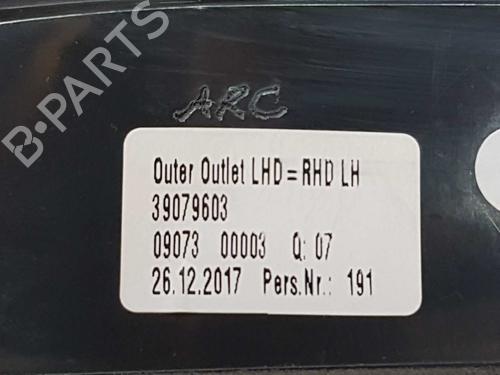 B-PARTS
ARC
Outer Outlet LHD = RHD LH
39079603
09073 00003 Q: 07
26.12.2017 Pers.Nr.: 191